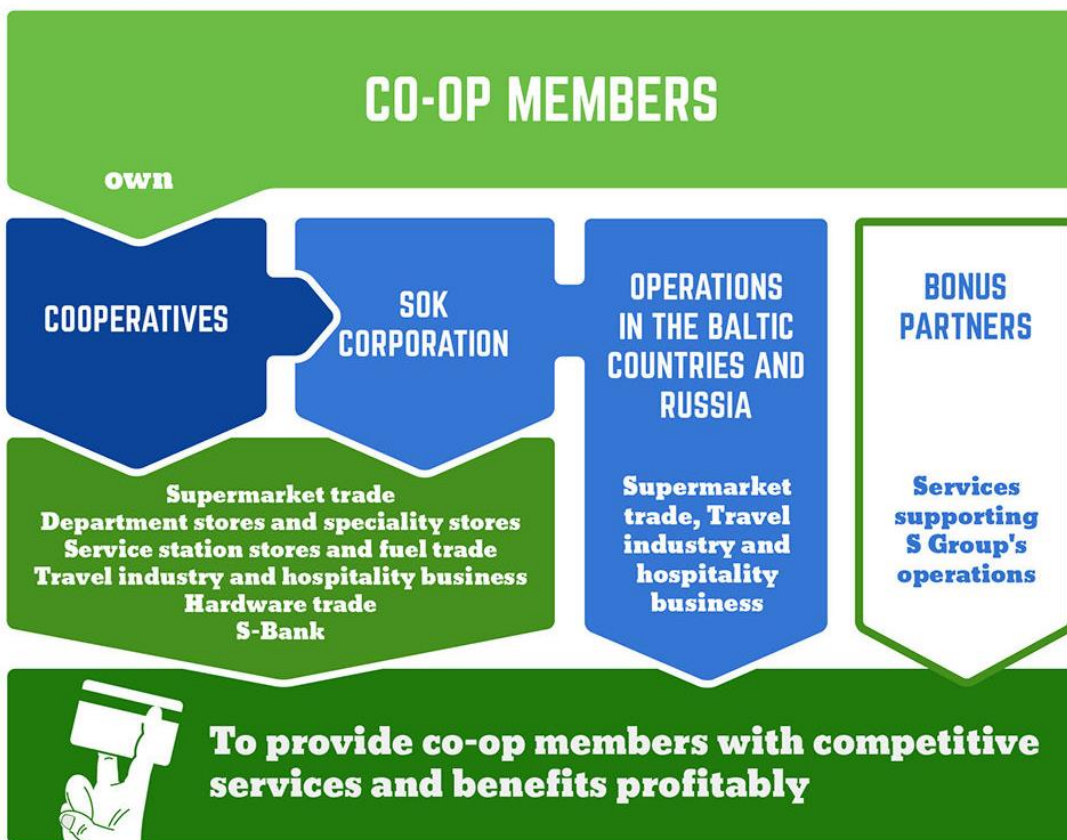 CO-OP MEMBERS
own
COOPERATIVES
SOK
CORPORATION
OPERATIONS
IN THE BALTIC
COUNTRIES AND
RUSSIA
BONUS
PARTNERS
Supermarket trade
Department stores and speciality stores
Service station stores and fuel trade
Travel industry and hospitality business
Hardware trade
S-Bank
Supermarket
trade, Travel
industry and
hospitality
business
Services
supporting
S Group's
operations
To provide co-op members with competitive
services and benefits profitably